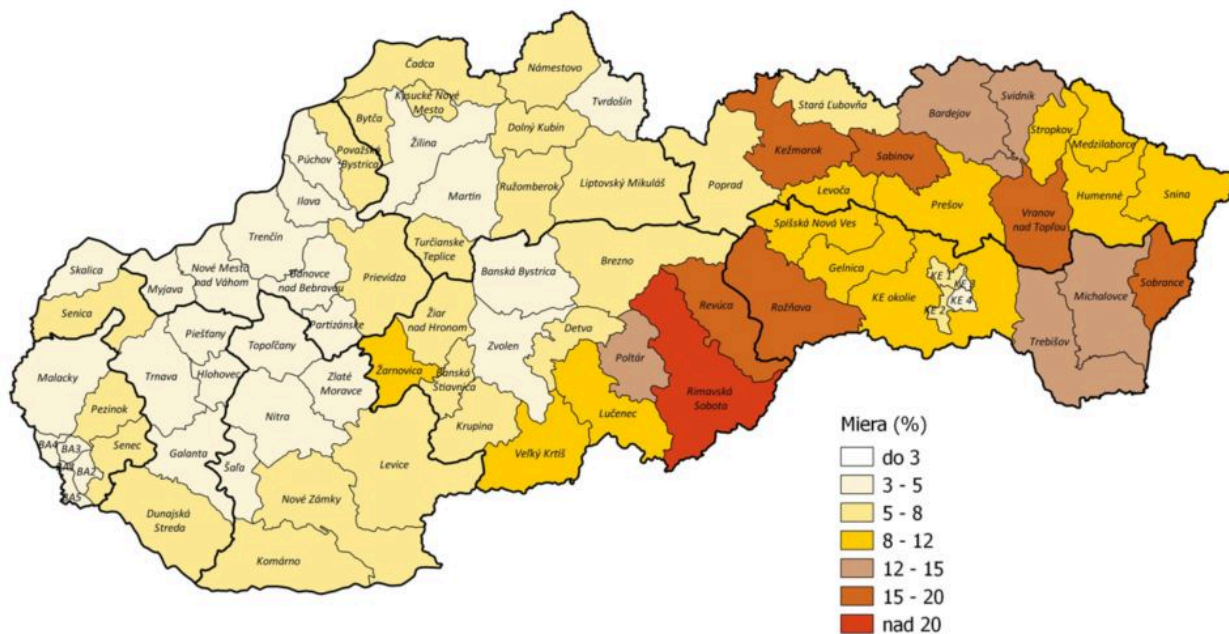 Čadca
Námestovo
Kysucké Nové
Mesto
Tvrdošín
Bytča
Dolný Kubín
Žilina
Považská
Bystrica
Púchov
Martin
Ružomberok
Liptovský Mikuláš
Ilava
Trenčín
Poprad
Stará Ľubovňa
Kežmarok
Sabinov
Bardejov
Svidník
Stropkov
Medzilaborce
Levoča
Prešov
Humenné
Snina
Vranov
nad Topľou
Spišská Nová Ves
Gelnica
KE okolie
KE 1
KE 3
KE 4
KE 2
Michalovce
Sobrance
Trebišov
Skalica
Myjava
Nové Mesto
nad Váhom
Bánovce
nad Bebravou
Prievidza
Turčianske
Teplice
Banská Bystrica
Brezno
Revúca
Rožňava
Senica
Piešťany
Partizánske
Topoľčany
Žiar
nad Hronom
Detva
Zvolen
Poltár
Rimavská
Sobota
Malacky
Trnava
Hlohovec
Zlaté
Moravce
Žarnovica
Banská
Štiavnica
Pezinok
Nitra
Krupina
Lučenec
Veľký Krtíš
BA4
BA3
BA2
BA5
Senec
Galanta
Šaľa
Levice
Nové Zámky
Dunajská
Streda
Komárno
Miera (%)
do 3
3 - 5
5 - 8
8 - 12
12 - 15
15 - 20
nad 20